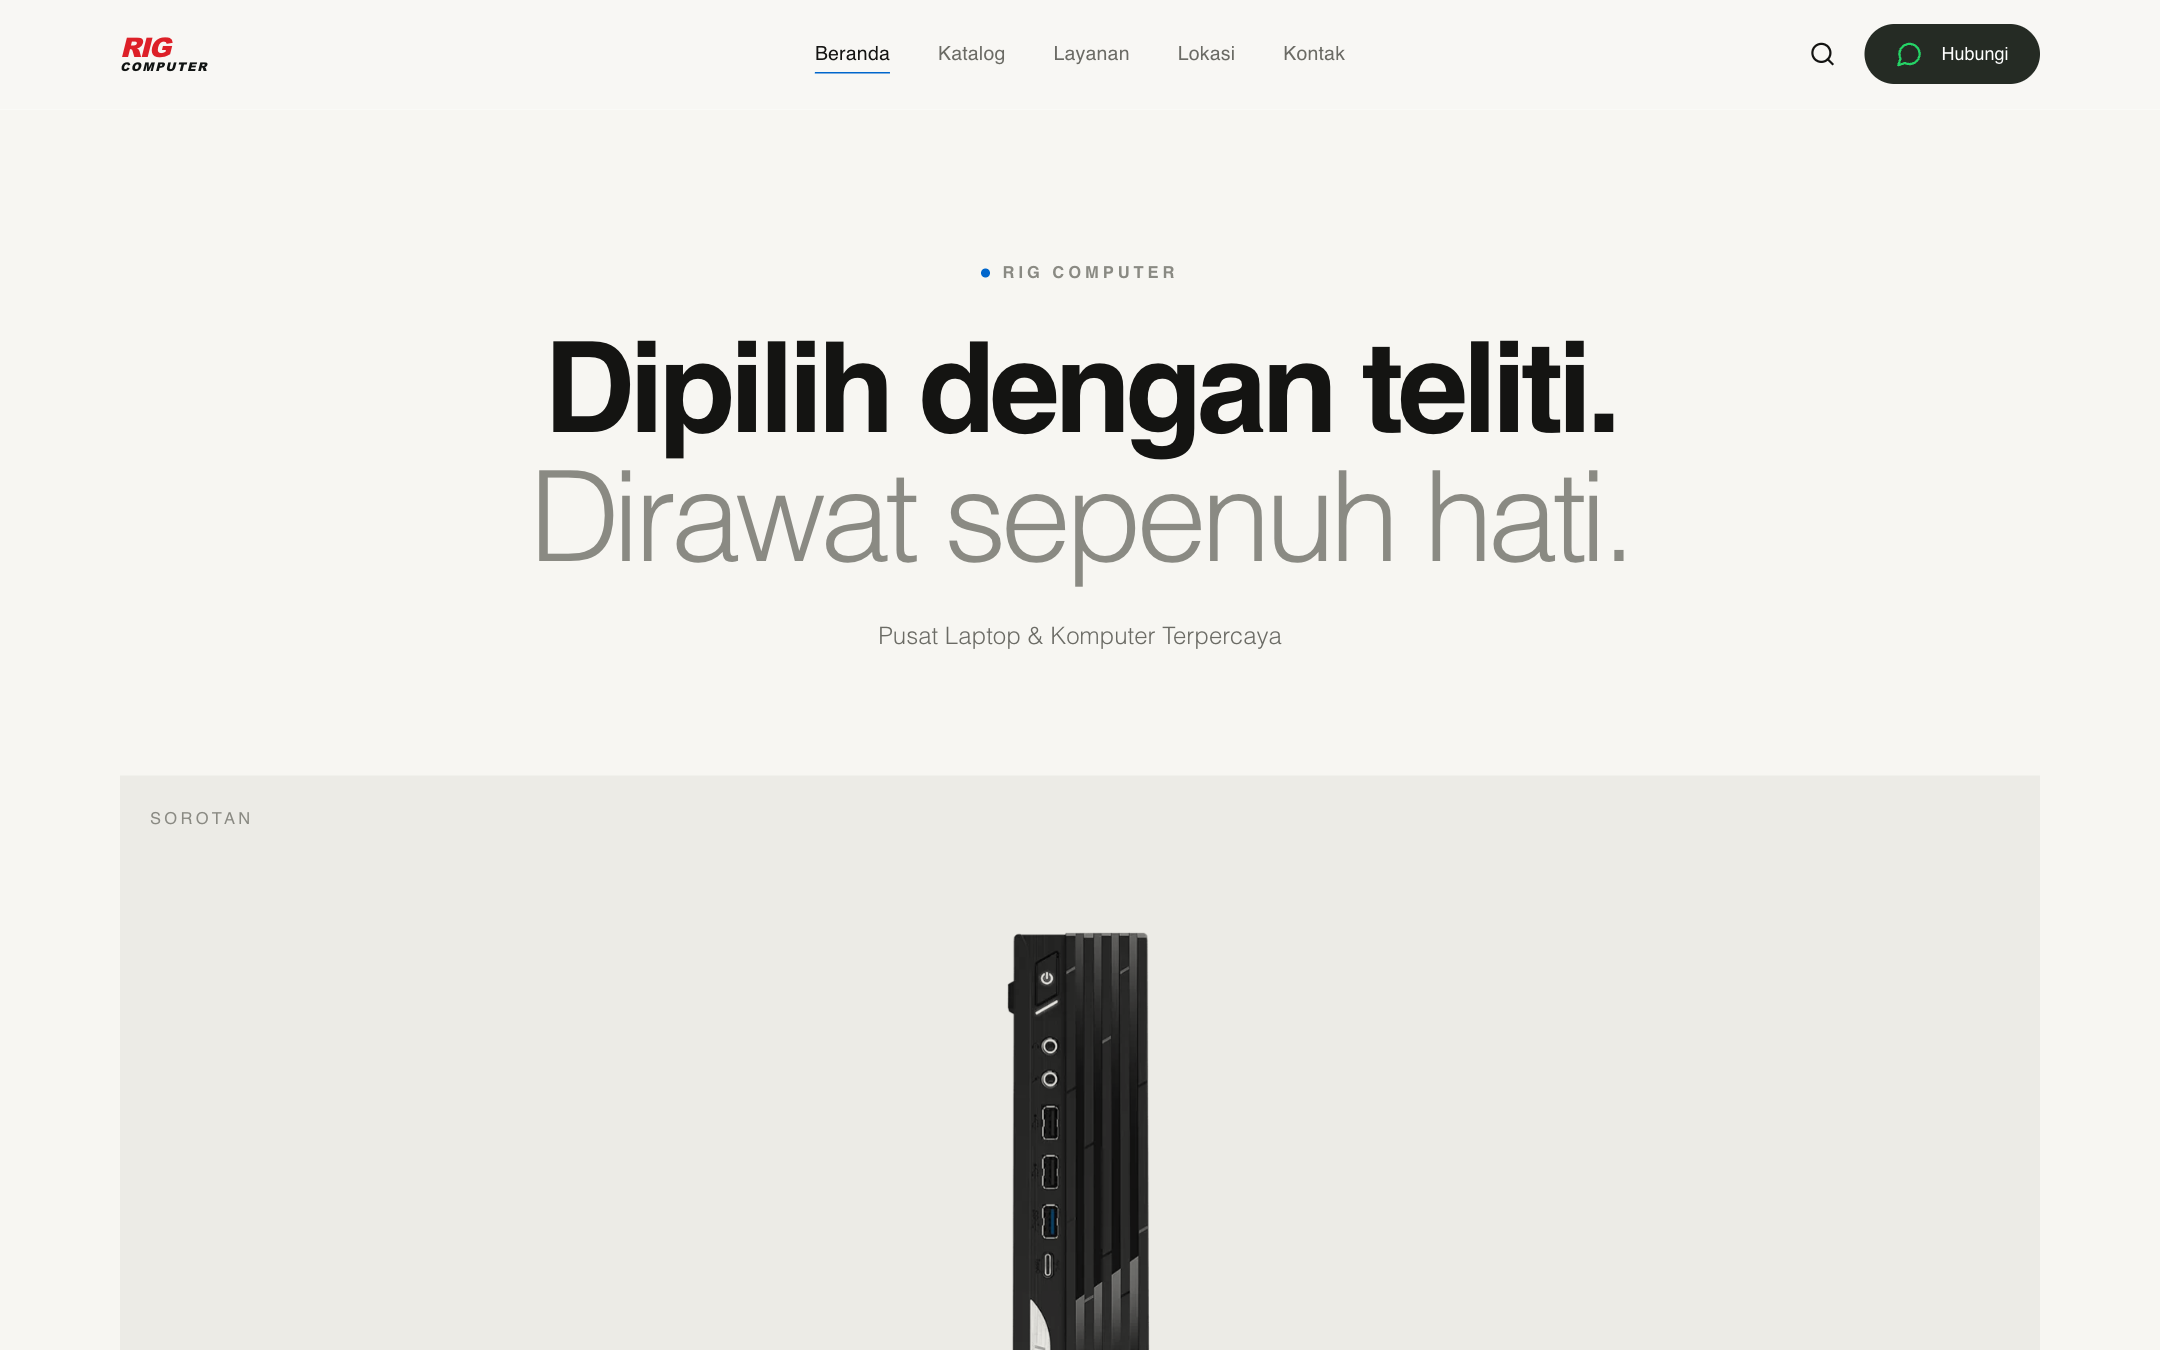 RIG
COMPUTER
Beranda
Katalog
Layanan
Lokasi
Kontak
Hubungi
RIG COMPUTER
Dipilih dengan teliti.
Dirawat sepenuh hati.
Pusat Laptop & Komputer Terpercaya
SOROTAN